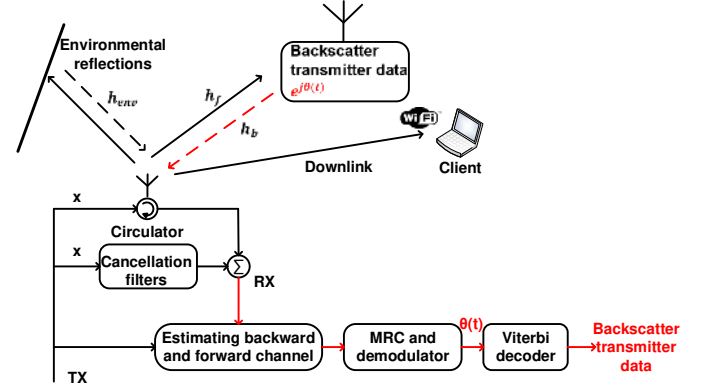 Environmental
reflections
h_env
h_f
h_b
Backscatter
transmitter data
e^{jθ(t)}
WiFi
Downlink
Client
x
Circulator
x
Cancellation
filters
Σ
RX
Estimating backward
and forward channel
MRC and
demodulator
θ(t)
Viterbi
decoder
Backscatter
transmitter
data
TX